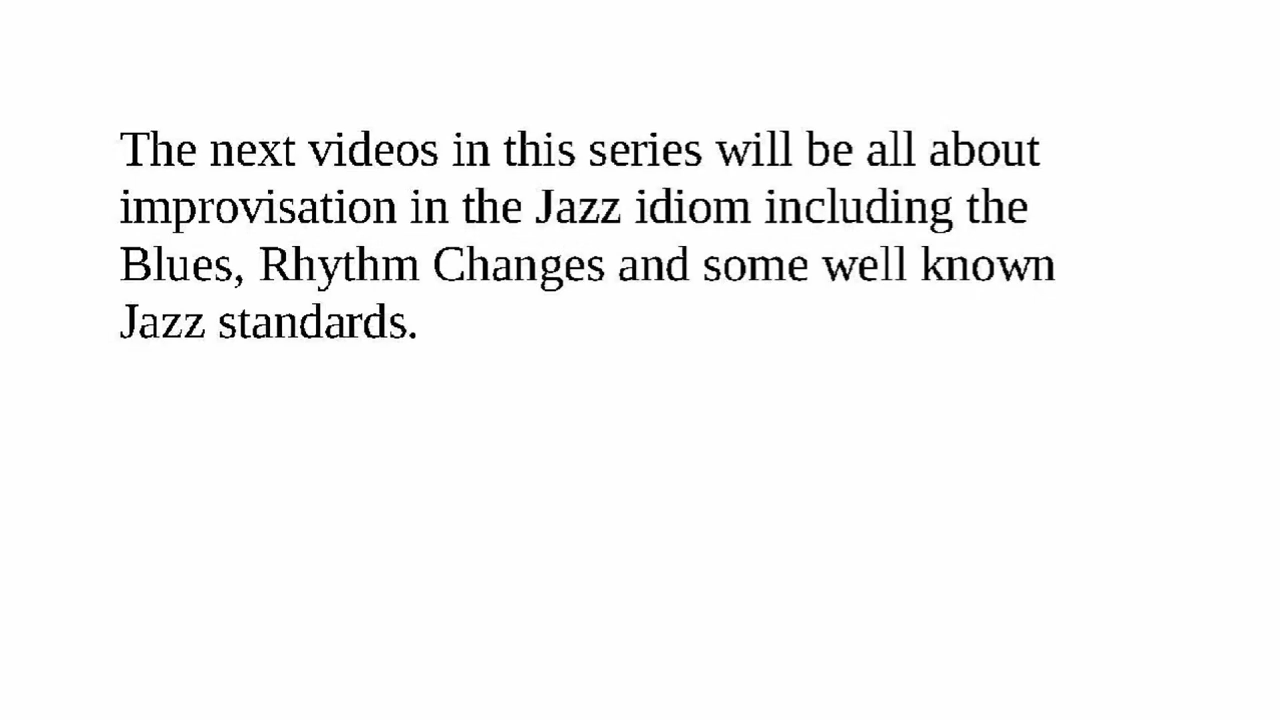 The next videos in this series will be all about
improvisation in the Jazz idiom including the
Blues, Rhythm Changes and some well known
Jazz standards.